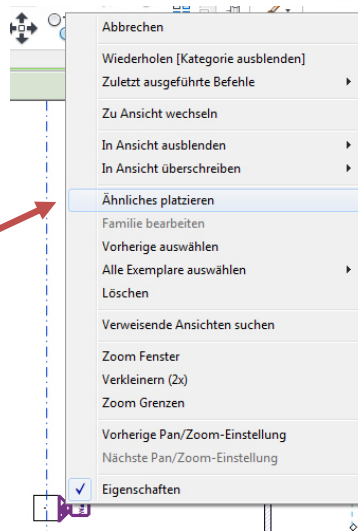 Abbrechen
Wiederholen [Kategorie ausblenden]
Zuletzt ausgeführte Befehle
Zu Ansicht wechseln
In Ansicht ausblenden
In Ansicht überschreiben
Ähnliches platzieren
Familie bearbeiten
Vorherige auswählen
Alle Exemplare auswählen
Löschen
Verweisende Ansichten suchen
Zoom Fenster
Verkleinern (2x)
Zoom Grenzen
Vorherige Pan/Zoom-Einstellung
Nächste Pan/Zoom-Einstellung
Eigenschaften